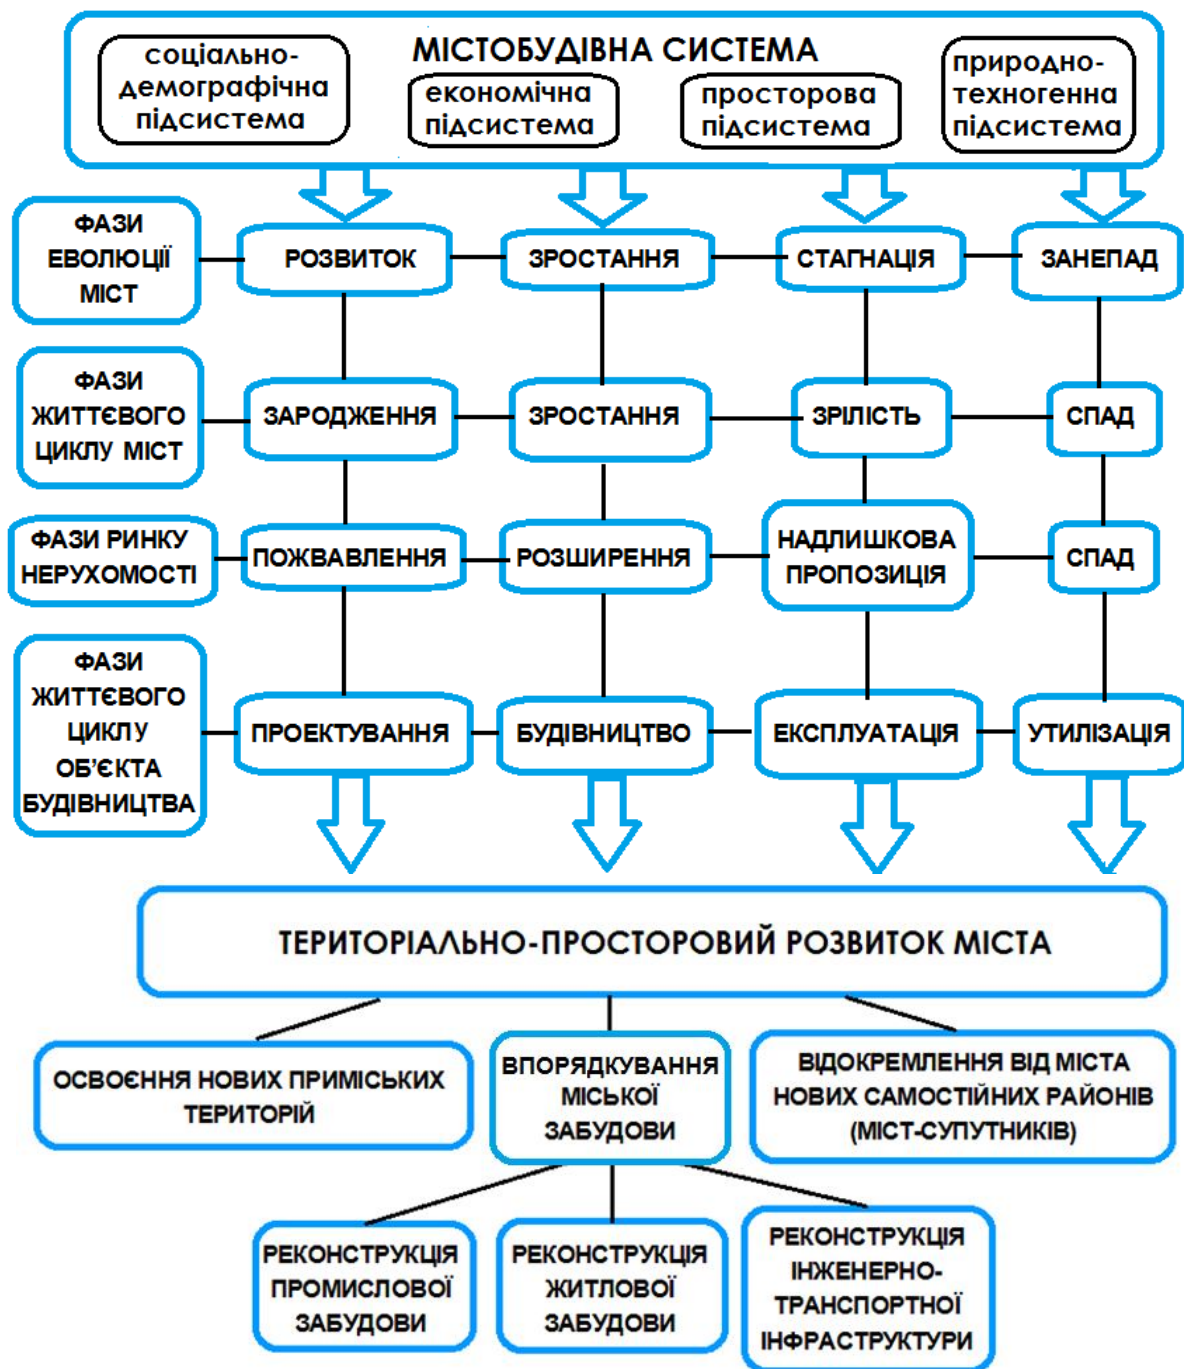 МІСТОБУДІВНА СИСТЕМА
соціально-
демографічна
підсистема
економічна
підсистема
просторова
підсистема
природно-
техногенна
підсистема
ФАЗИ
ЕВОЛЮЦІЇ
МІСТ
РОЗВИТОК
ЗРОСТАННЯ
СТАГНАЦІЯ
ЗАНЕПАД
ФАЗИ
ЖИТТЄВОГО
ЦИКЛУ МІСТ
ЗАРОДЖЕННЯ
ЗРОСТАННЯ
ЗРІЛІСТЬ
СПАД
ФАЗИ РИНКУ
НЕРУХОМОСТІ
ПОЖВАВЛЕННЯ
РОЗШИРЕННЯ
НАДЛИШКОВА
ПРОПОЗИЦІЯ
СПАД
ФАЗИ
ЖИТТЄВОГО
ЦИКЛУ
ОБ'ЄКТА
БУДІВНИЦТВА
ПРОЕКТУВАННЯ
БУДІВНИЦТВО
ЕКСПЛУАТАЦІЯ
УТИЛІЗАЦІЯ
ТЕРИТОРІАЛЬНО-ПРОСТОРОВИЙ РОЗВИТОК МІСТА
ОСВОЄННЯ НОВИХ ПРИМІСЬКИХ
ТЕРИТОРІЙ
ВПОРЯДКУВАННЯ
МІСЬКОЇ
ЗАБУДОВИ
ВІДОКРЕМЛЕННЯ ВІД МІСТА
НОВИХ САМОСТІЙНИХ РАЙОНІВ
(МІСТ-СУПУТНИКІВ)
РЕКОНСТРУКЦІЯ
ПРОМИСЛОВОЇ
ЗАБУДОВИ
РЕКОНСТРУКЦІЯ
ЖИТЛОВОЇ
ЗАБУДОВИ
РЕКОНСТРУКЦІЯ
ІНЖЕНЕРНО-
ТРАНСПОРТНОЇ
ІНФРАСТРУКТУРИ